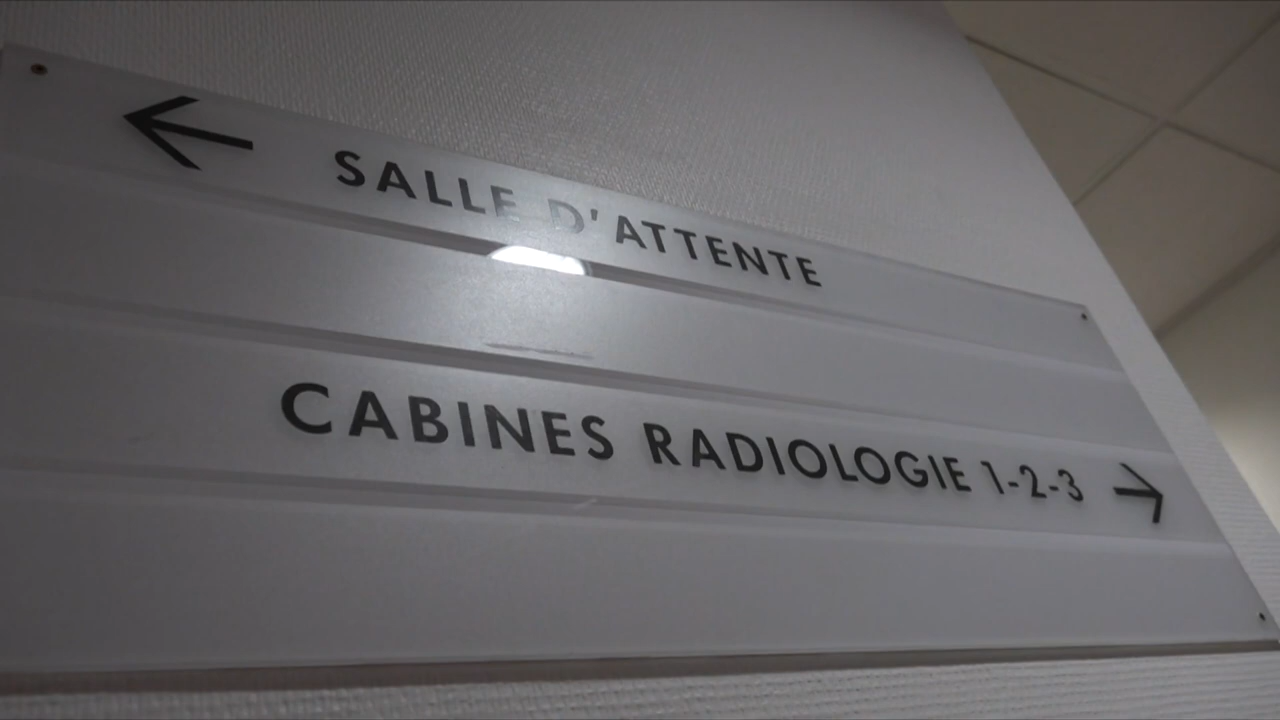 ← SALLE D'ATTENTE
CABINES RADIOLOGIE 1-2-3 →